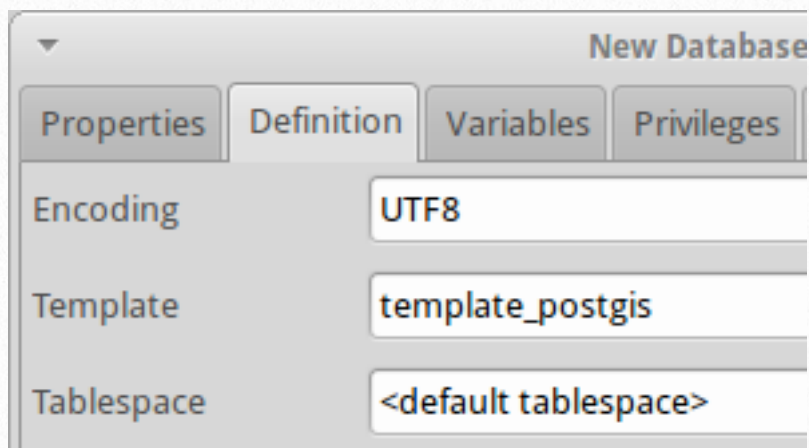 New Database
Properties Definition Variables Privileges
Encoding UTF8
Template template_postgis
Tablespace <default tablespace>